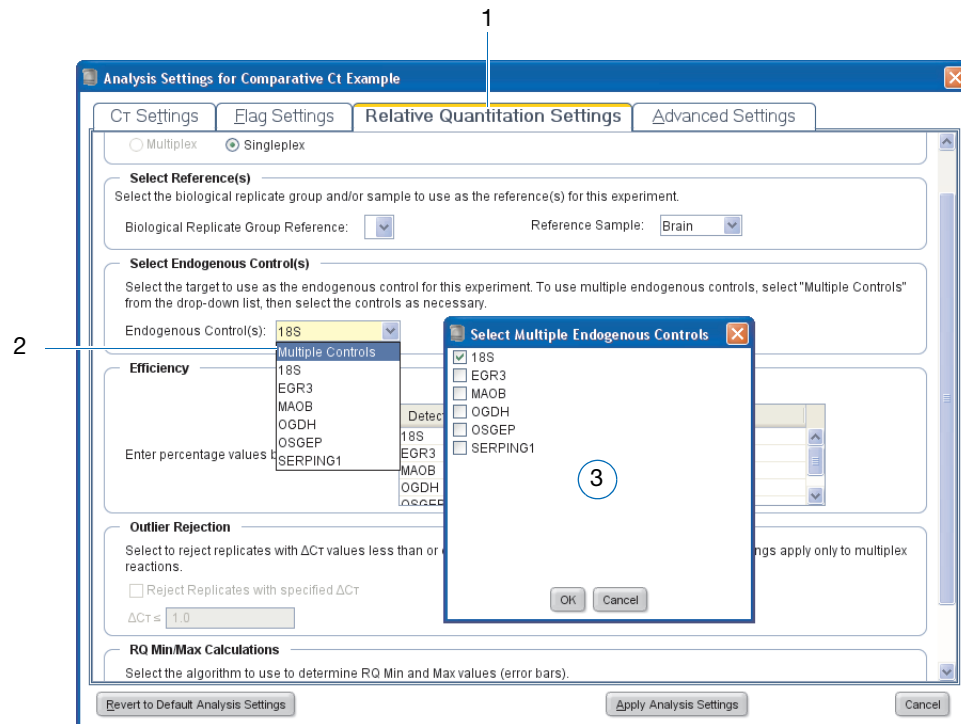 1
Analysis Settings for Comparative Ct Example
CT Settings Flag Settings Relative Quantitation Settings Advanced Settings
Multiplex Singleplex
Select Reference(s)
Select the biological replicate group and/or sample to use as the reference(s) for this experiment.
Biological Replicate Group Reference: Reference Sample: Brain
Select Endogenous Control(s)
Select the target to use as the endogenous control for this experiment. To use multiple endogenous controls, select "Multiple Controls"
from the drop-down list, then select the controls as necessary.
Endogenous Control(s): 18S
2
Multiple Controls
18S
EGR3
MAOB
OGDH
OSGEP
SERPING1
Select Multiple Endogenous Controls
18S
EGR3
MAOB
OGDH
OSGEP
SERPING1
3
OK Cancel
Efficiency
Enter percentage values
18S
EGR3
MAOB
OGDH
OSGEP
Outlier Rejection
Select to reject replicates with ΔCT values less than or
apply only to multiplex
reactions.
Reject Replicates with specified ΔCT
ΔCT ≤ 1.0
RQ Min/Max Calculations
Select the algorithm to use to determine RQ Min and Max values (error bars).
Revert to Default Analysis Settings Apply Analysis Settings Cancel